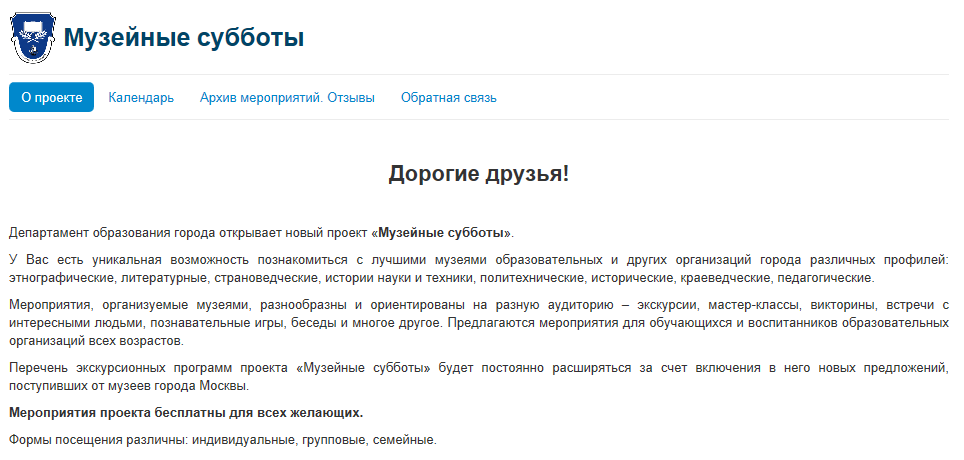 Музейные субботы
О проекте Календарь Архив мероприятий. Отзывы Обратная связь
Дорогие друзья!
Департамент образования города открывает новый проект «Музейные субботы».
У Вас есть уникальная возможность познакомиться с лучшими музеями образовательных и других организаций города различных профилей:
этнографические, литературные, страноведческие, истории науки и техники, политехнические, исторические, краеведческие, педагогические.
Мероприятия, организуемые музеями, разнообразны и ориентированы на разную аудиторию – экскурсии, мастер-классы, викторины, встречи с
интересными людьми, познавательные игры, беседы и многое другое. Предлагаются мероприятия для обучающихся и воспитанников образовательных
организаций всех возрастов.
Перечень экскурсионных программ проекта «Музейные субботы» будет постоянно расширяться за счет включения в него новых предложений,
поступивших от музеев города Москвы.
Мероприятия проекта бесплатны для всех желающих.
Формы посещения различны: индивидуальные, групповые, семейные.